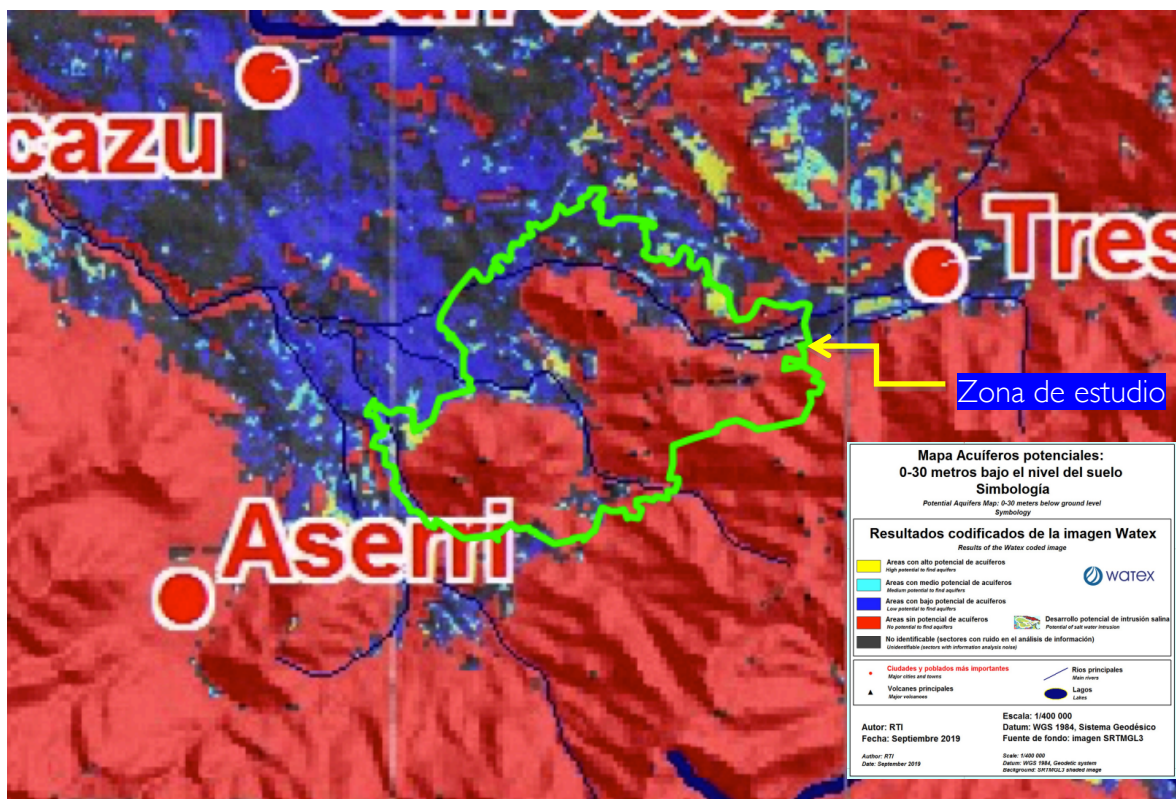 cazu
Tres
Aserri
Zona de estudio
Mapa Acuíferos potenciales:
0-30 metros bajo el nivel del suelo
Simbología
Potential Aquifers Map: 0-30 meters below ground level
Symbology
Resultados codificados de la imagen Watex
Results of the Watex coded image
Areas con alto potencial de acuíferos
High potential to find aquifers
Areas con medio potencial de acuíferos
Medium potential to find aquifers
watex
Areas con bajo potencial de acuíferos
Low potential to find aquifers
Areas sin potencial de acuíferos
No potential to find aquifers
Desarrollo potencial de intrusión salina
Potential of salt water intrusion
No identificable (sectores con ruido en el análisis de información)
Unidentifiable (sectors with information analysis noise)
Ciudades y poblados más importantes
Major cities and towns
Rios principales
Main rivers
Volcanes principales
Major volcanoes
Lagos
Lakes
Autor: RTI
Fecha: Septiembre 2019
Escala: 1/400 000
Datum: WGS 1984, Sistema Geodésico
Fuente de fondo: imagen SRTMGL3
Author: RTI
Date: September 2019
Scale: 1/400 000
Datum: WGS 1984, Geodetic system
Background: SRTMGL3 shaded image